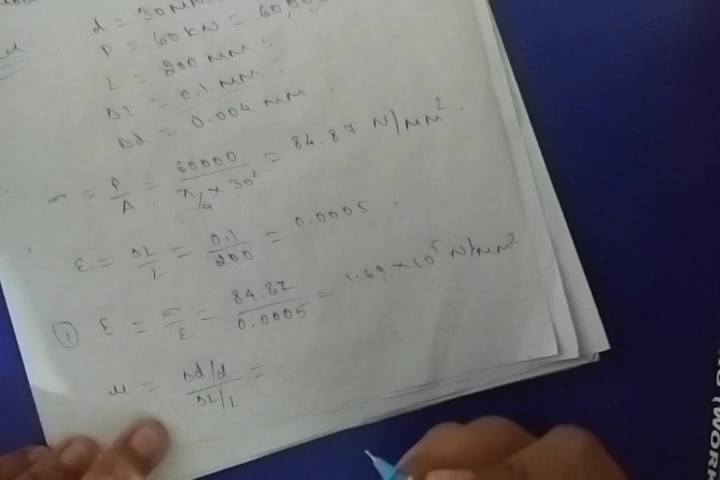 d = 30 MM
P = 60 KN = 60,
L = 200 MM
ΔL = 0.1 MM
Δd = 0.004 MM
σ = P/A = 60000 / π/4 × 30² = 84.87 N/MM².
ε = ΔL/L = 0.1/200 = 0.0005
① E = σ/ε = 84.87/0.0005 = 1.69 × 10⁵ N/MM²
μ = Δd/d / ΔL/L =
(WORK